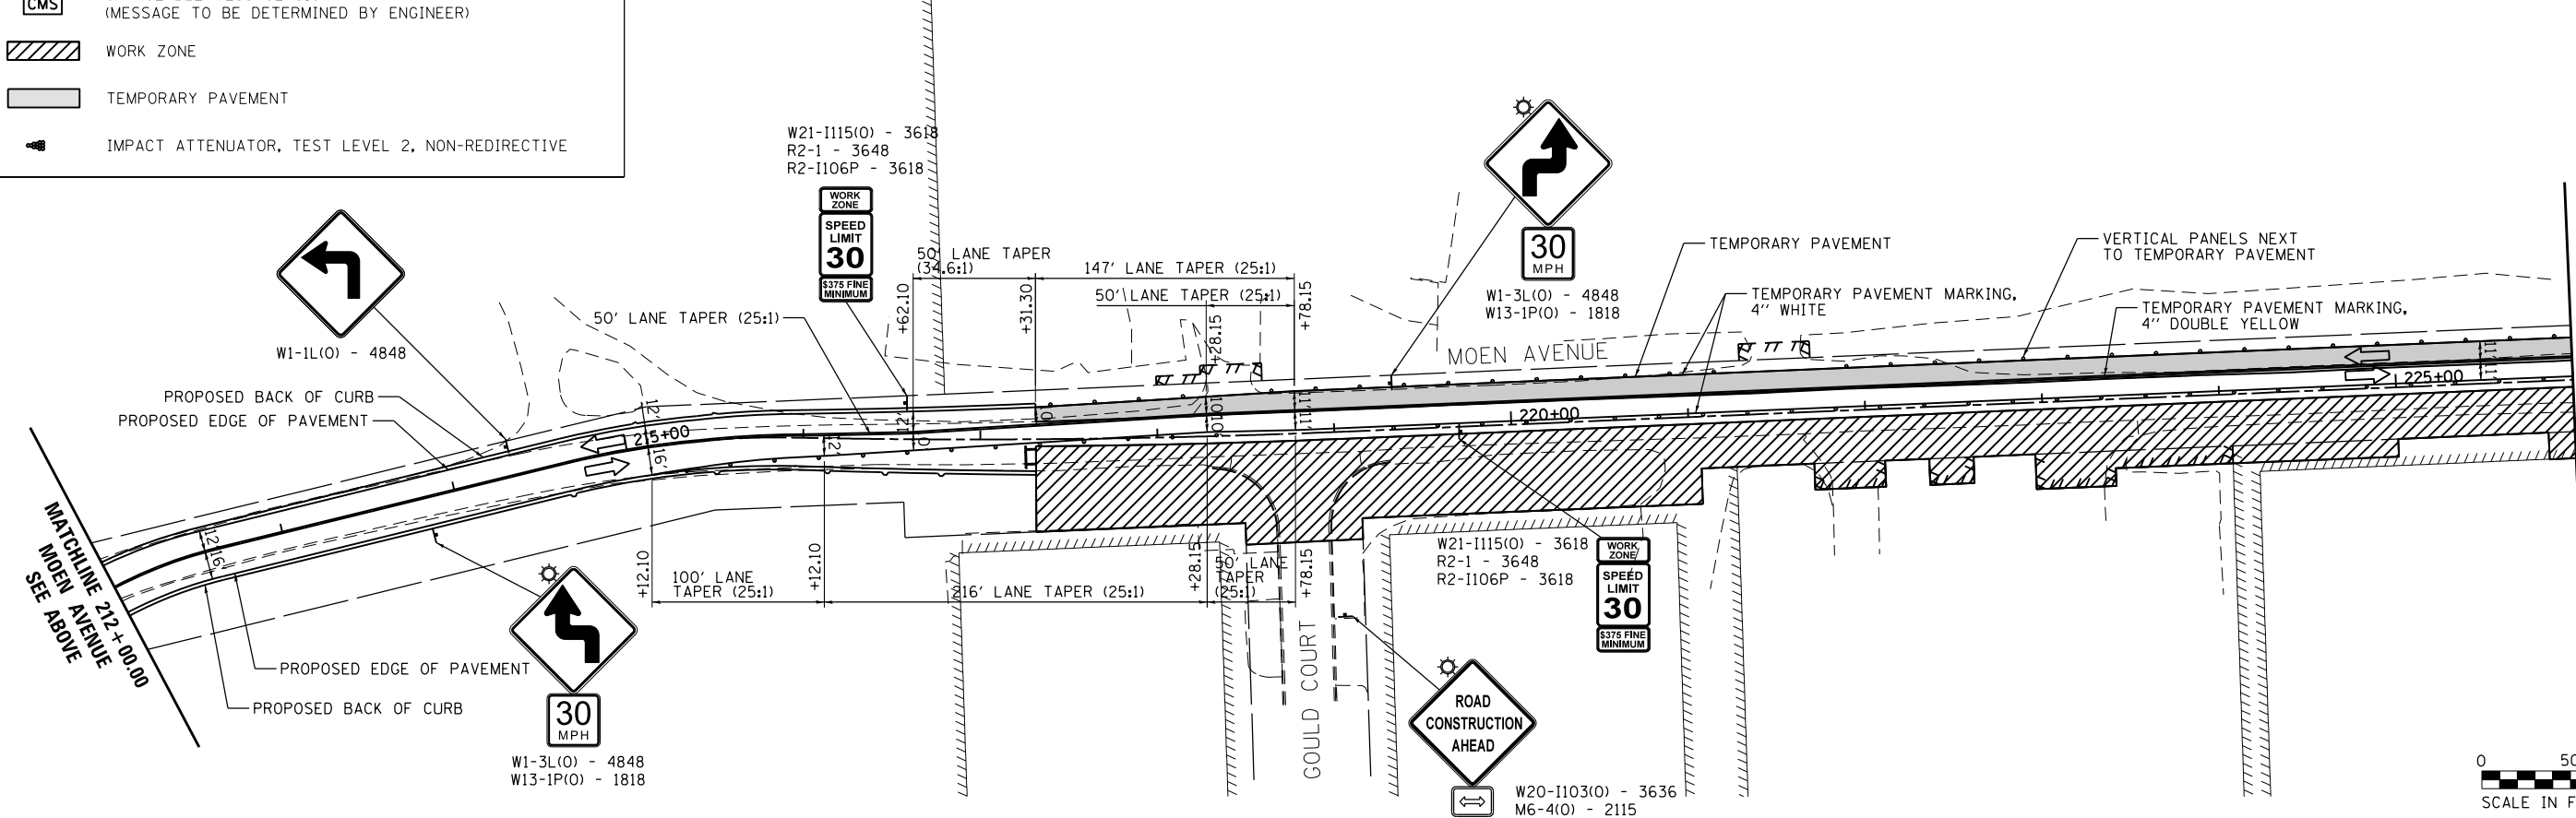 CMS
(MESSAGE TO BE DETERMINED BY ENGINEER)
WORK ZONE
TEMPORARY PAVEMENT
IMPACT ATTENUATOR, TEST LEVEL 2, NON-REDIRECTIVE
W21-I115(O) - 3618
R2-1 - 3648
R2-I106P - 3618
WORK
ZONE
SPEED
LIMIT
30
$375 FINE
MINIMUM
50' LANE TAPER
(34.6:1)
147' LANE TAPER (25:1)
50' LANE TAPER (25:1)
50' LANE TAPER (25:1)
+62.10
+31.30
+28.15
+78.15
W1-1L(O) - 4848
PROPOSED BACK OF CURB
PROPOSED EDGE OF PAVEMENT
30
MPH
W1-3L(O) - 4848
W13-1P(O) - 1818
TEMPORARY PAVEMENT
TEMPORARY PAVEMENT MARKING,
4'' WHITE
VERTICAL PANELS NEXT
TO TEMPORARY PAVEMENT
TEMPORARY PAVEMENT MARKING,
4'' DOUBLE YELLOW
MOEN AVENUE
12'
215+00
16'
12'
12'
10'
10'
11'
11'
220+00
11'
11'
225+00
12'
16'
MATCHLINE 212+00.00
MOEN AVENUE
SEE ABOVE
PROPOSED EDGE OF PAVEMENT
PROPOSED BACK OF CURB
30
MPH
W1-3L(O) - 4848
W13-1P(O) - 1818
+12.10
100' LANE
TAPER (25:1)
+12.10
216' LANE TAPER (25:1)
+28.15
50' LANE
TAPER
(25:1)
+78.15
GOULD COURT
W21-I115(O) - 3618
R2-1 - 3648
R2-I106P - 3618
WORK
ZONE
SPEED
LIMIT
30
$375 FINE
MINIMUM
ROAD
CONSTRUCTION
AHEAD
W20-I103(O) - 3636
M6-4(O) - 2115
0
SCALE IN F